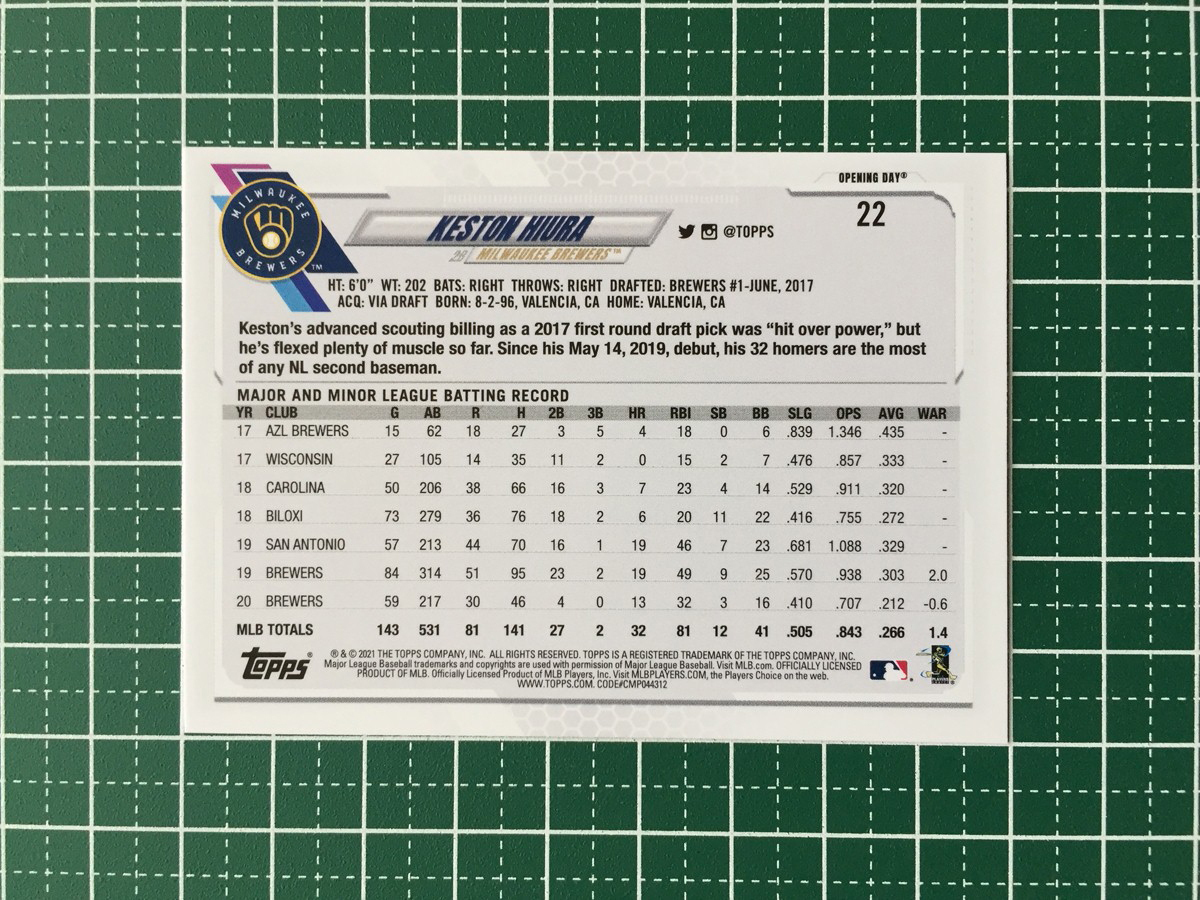 OPENING DAY®
22
MILWAUKEE
BREWERS
™
KESTON HIURA
@TOPPS
2B MILWAUKEE BREWERS™
HT: 6'0" WT: 202 BATS: RIGHT THROWS: RIGHT DRAFTED: BREWERS #1-JUNE, 2017
ACQ: VIA DRAFT BORN: 8-2-96, VALENCIA, CA HOME: VALENCIA, CA
Keston's advanced scouting billing as a 2017 first round draft pick was "hit over power," but
he's flexed plenty of muscle so far. Since his May 14, 2019, debut, his 32 homers are the most
of any NL second baseman.
MAJOR AND MINOR LEAGUE BATTING RECORD
YR CLUB G AB R H 2B 3B HR RBI SB BB SLG OPS AVG WAR
17 AZL BREWERS 15 62 18 27 3 5 4 18 0 6 .839 1.346 .435 -
17 WISCONSIN 27 105 14 35 11 2 0 15 2 7 .476 .857 .333 -
18 CAROLINA 50 206 38 66 16 3 7 23 4 14 .529 .911 .320 -
18 BILOXI 73 279 36 76 18 2 6 20 11 22 .416 .755 .272 -
19 SAN ANTONIO 57 213 44 70 16 1 19 46 7 23 .681 1.088 .329 -
19 BREWERS 84 314 51 95 23 2 19 49 9 25 .570 .938 .303 2.0
20 BREWERS 59 217 30 46 4 0 13 32 3 16 .410 .707 .212 -0.6
MLB TOTALS 143 531 81 141 27 2 32 81 12 41 .505 .843 .266 1.4
topps®
® & © 2021 THE TOPPS COMPANY, INC. ALL RIGHTS RESERVED. TOPPS IS A REGISTERED TRADEMARK OF THE TOPPS COMPANY, INC.
Major League Baseball trademarks and copyrights are used with permission of Major League Baseball. Visit MLB.com. OFFICIALLY LICENSED
PRODUCT OF MLB. Officially Licensed Product of MLB Players, Inc. Visit MLBPLAYERS.COM, the Players Choice on the web.
WWW.TOPPS.COM. CODE#CMP044312